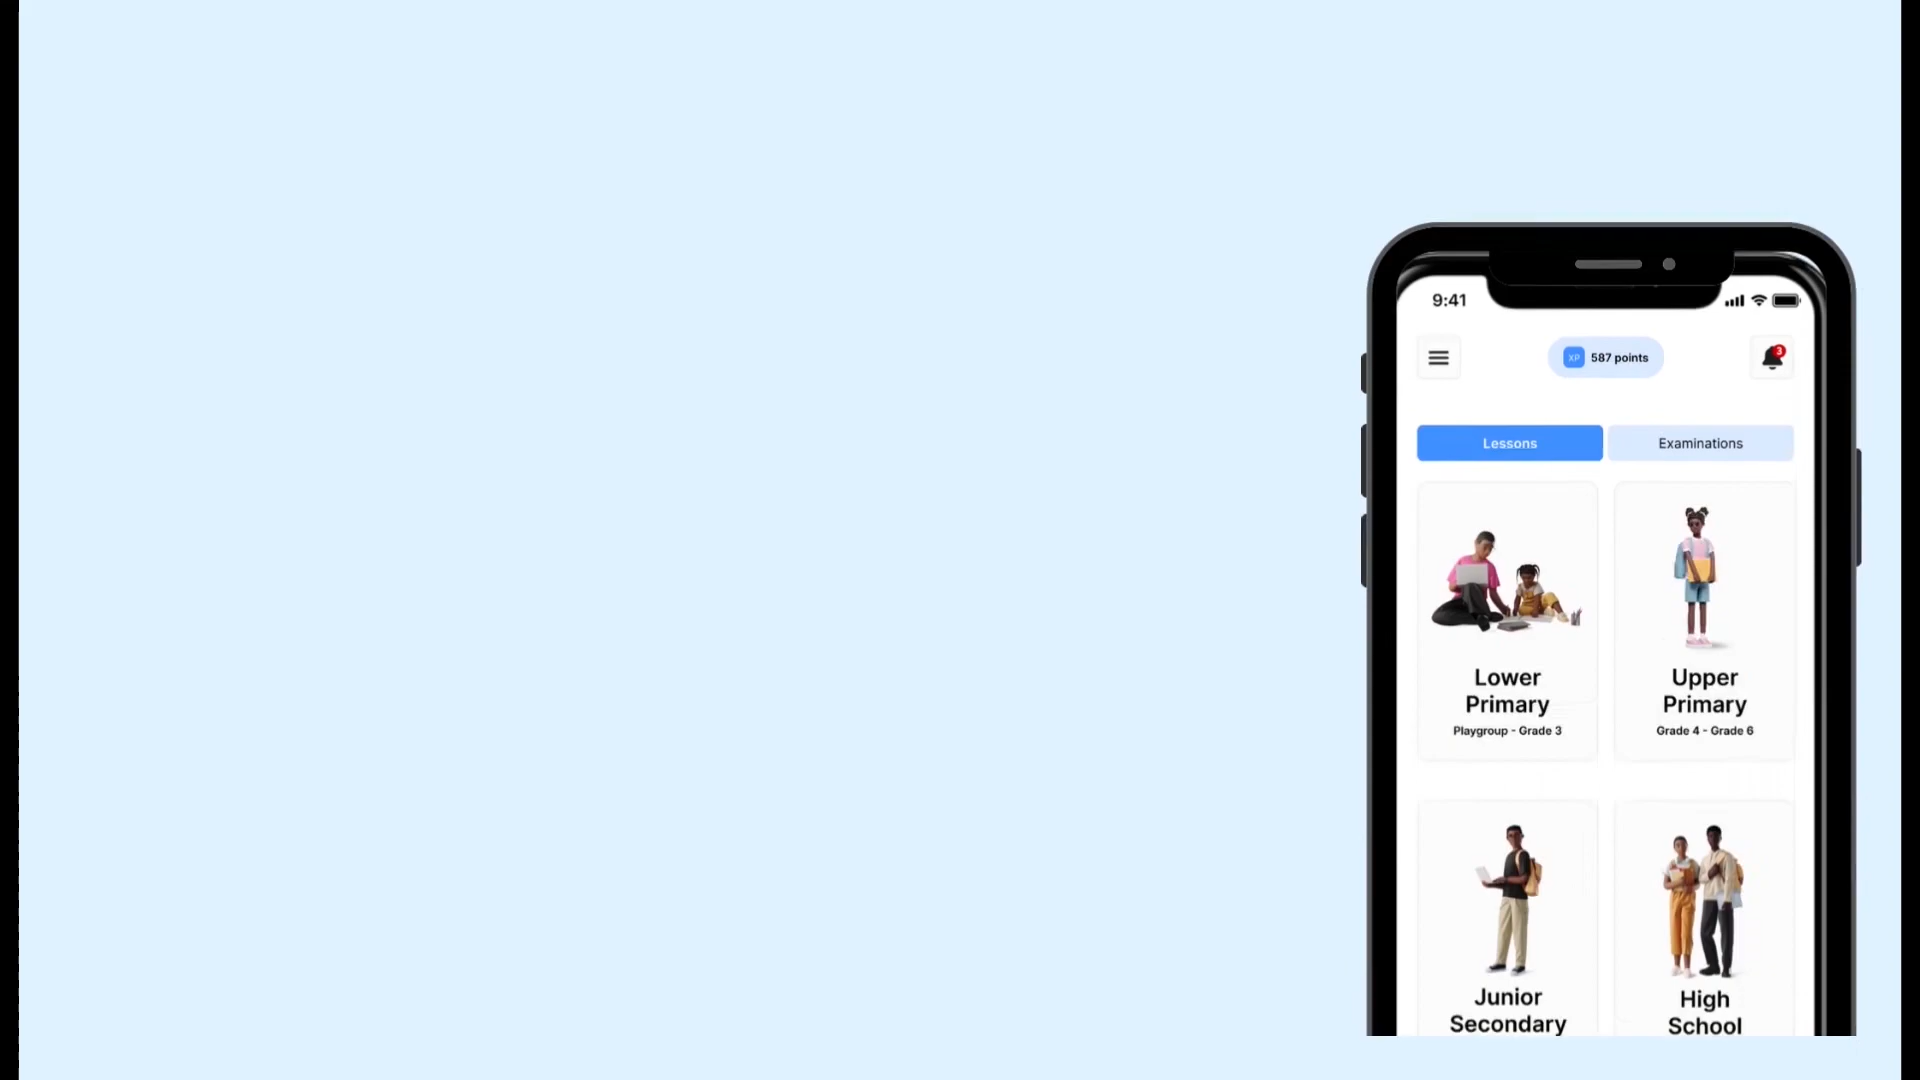 9:41
XP 587 points
3
Lessons
Examinations
Lower
Primary
Playgroup - Grade 3
Upper
Primary
Grade 4 - Grade 6
Junior
Secondary
High
School